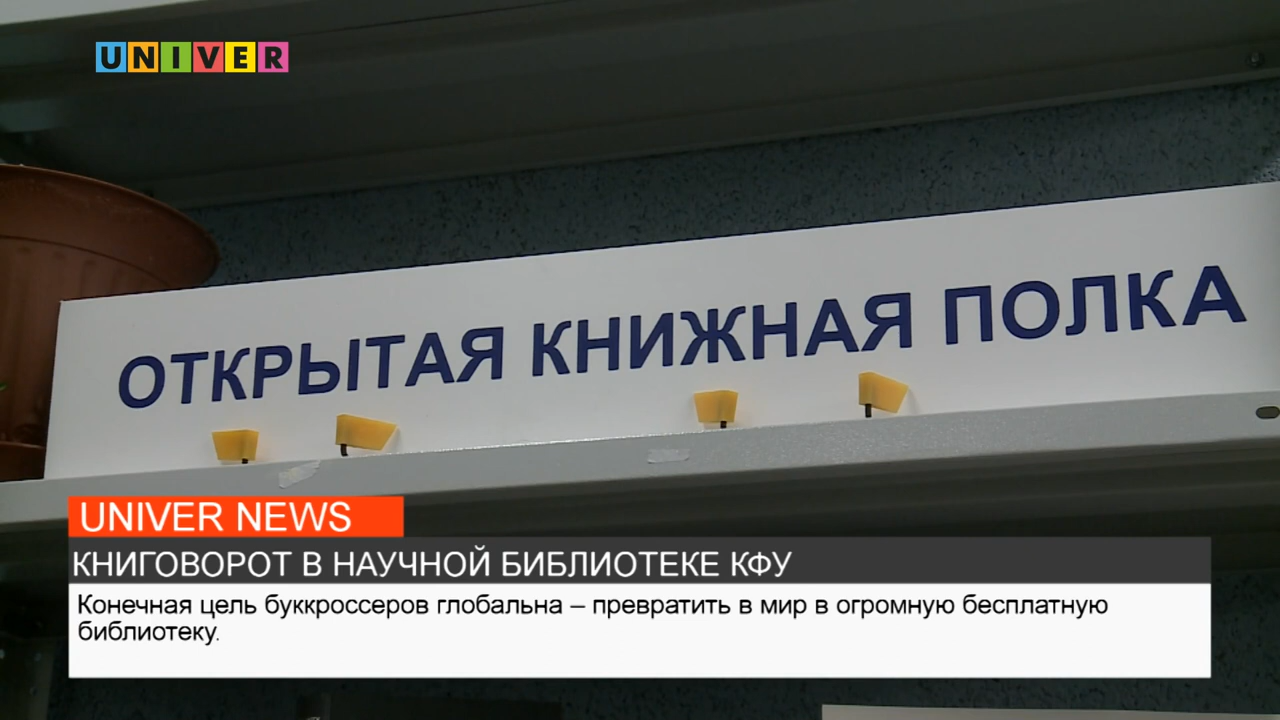 UNIVER
ОТКРЫТАЯ КНИЖНАЯ ПОЛКА
UNIVER NEWS
КНИГОВОРОТ В НАУЧНОЙ БИБЛИОТЕКЕ КФУ
Конечная цель буккроссеров глобальна – превратить в мир в огромную бесплатную
библиотеку.